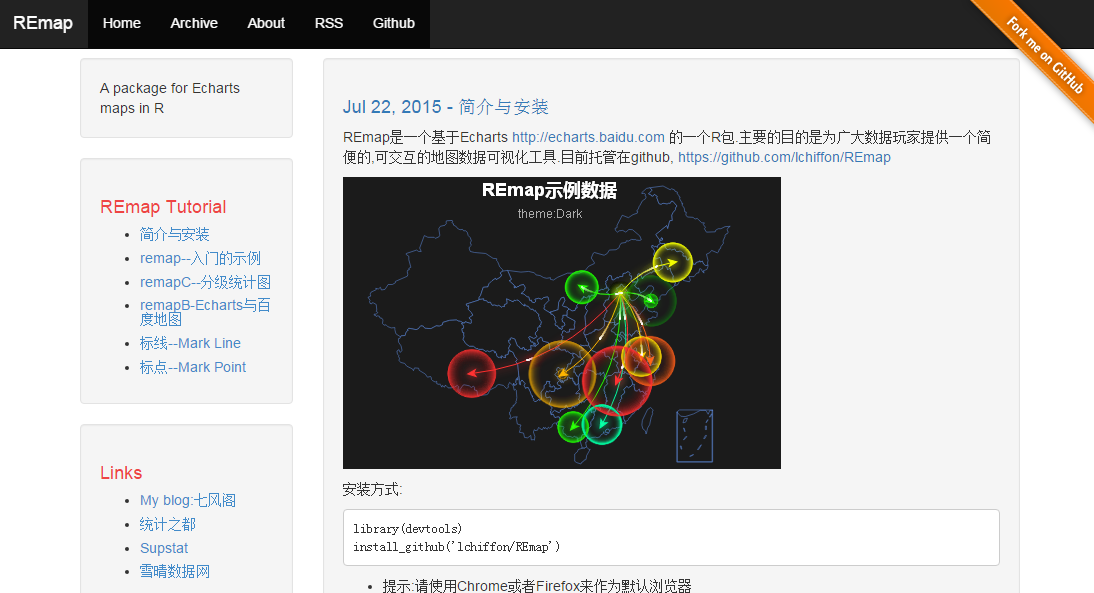 REmap Home Archive About RSS Github
Fork me on GitHub
A package for Echarts
maps in R
REmap Tutorial
简介与安装
remap--入门的示例
remapC--分级统计图
remapB-Echarts与百
度地图
标线--Mark Line
标点--Mark Point
Links
My blog:七风阁
统计之都
Supstat
雪晴数据网
Jul 22, 2015 - 简介与安装
REmap是一个基于Echarts http://echarts.baidu.com 的一个R包.主要的目的是为广大数据玩家提供一个简
便的,可交互的地图数据可视化工具.目前托管在github, https://github.com/lchiffon/REmap
REmap示例数据
theme:Dark
安装方式:
library(devtools)
install_github('lchiffon/REmap')
提示:请使用Chrome或者Firefox来作为默认浏览器